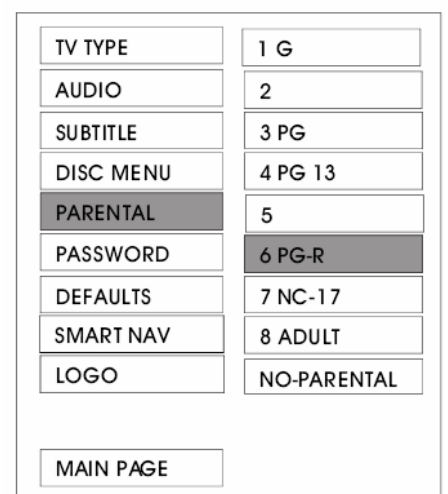 TV TYPE
AUDIO
SUBTITLE
DISC MENU
PARENTAL
PASSWORD
DEFAULTS
SMART NAV
LOGO
MAIN PAGE
1 G
2
3 PG
4 PG 13
5
6 PG-R
7 NC-17
8 ADULT
NO-PARENTAL